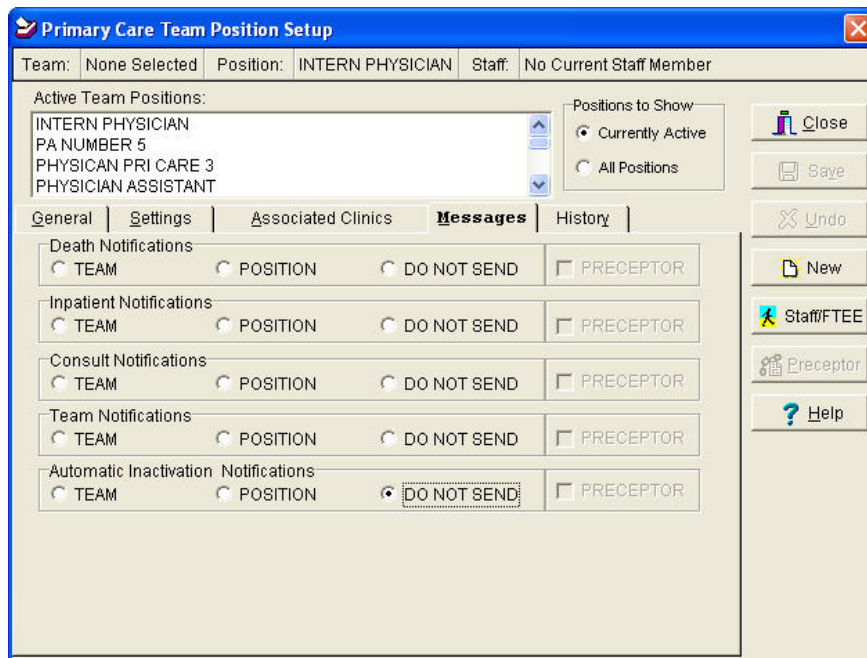 Primary Care Team Position Setup
Team: None Selected Position: INTERN PHYSICIAN Staff: No Current Staff Member
Active Team Positions:
INTERN PHYSICIAN
PA NUMBER 5
PHYSICAN PRI CARE 3
PHYSICIAN ASSISTANT
Positions to Show
Currently Active
All Positions
Close
Save
Undo
New
Staff/FTEE
Preceptor
Help
General Settings Associated Clinics Messages History
Death Notifications
TEAM POSITION DO NOT SEND PRECEPTOR
Inpatient Notifications
TEAM POSITION DO NOT SEND PRECEPTOR
Consult Notifications
TEAM POSITION DO NOT SEND PRECEPTOR
Team Notifications
TEAM POSITION DO NOT SEND PRECEPTOR
Automatic Inactivation Notifications
TEAM POSITION DO NOT SEND PRECEPTOR